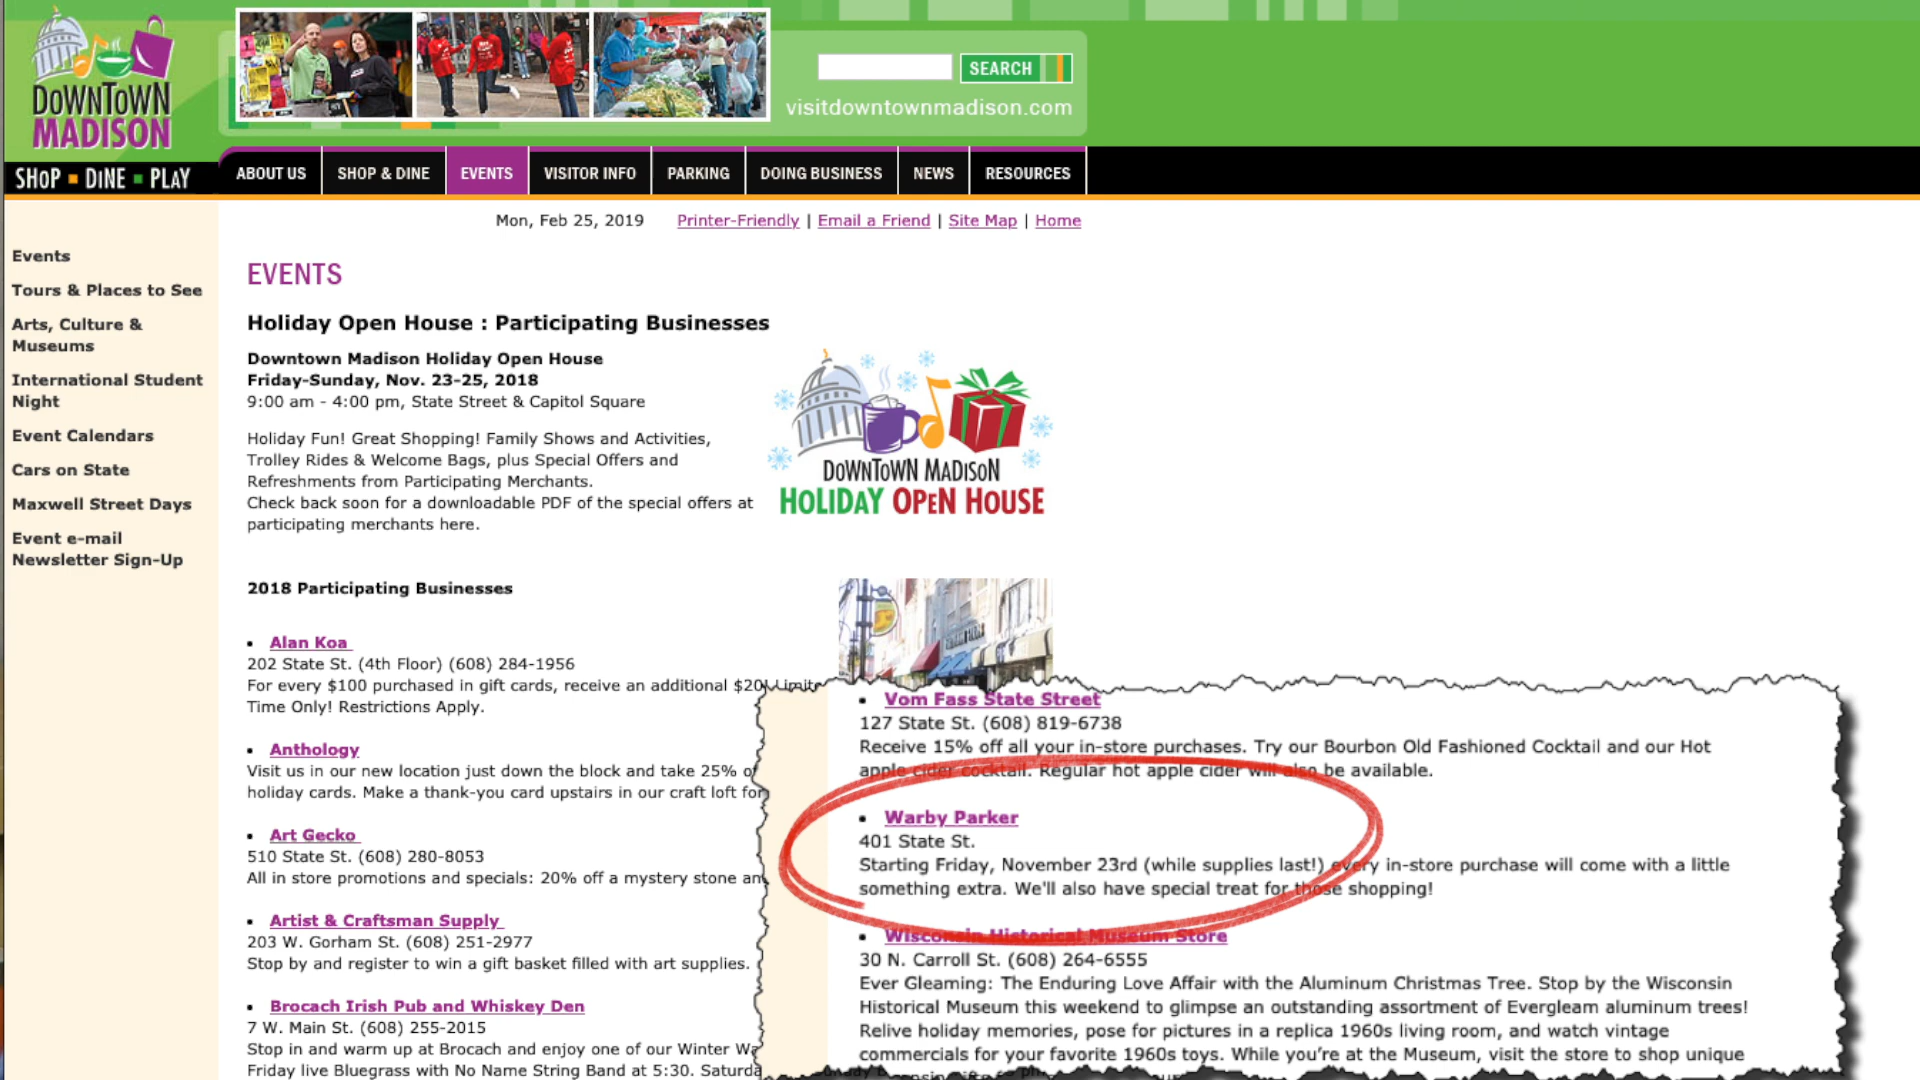 DOWNTOWN
MADISON
SHOP ▪ DINE ▪ PLAY
SEARCH
visitdowntownmadison.com
ABOUT US
SHOP & DINE
EVENTS
VISITOR INFO
PARKING
DOING BUSINESS
NEWS
RESOURCES
Mon, Feb 25, 2019
Printer-Friendly | Email a Friend | Site Map | Home
Events
Tours & Places to See
Arts, Culture &
Museums
International Student
Night
Event Calendars
Cars on State
Maxwell Street Days
Event e-mail
Newsletter Sign-Up
EVENTS
Holiday Open House : Participating Businesses
Downtown Madison Holiday Open House
Friday-Sunday, Nov. 23-25, 2018
9:00 am - 4:00 pm, State Street & Capitol Square
Holiday Fun! Great Shopping! Family Shows and Activities,
Trolley Rides & Welcome Bags, plus Special Offers and
Refreshments from Participating Merchants.
Check back soon for a downloadable PDF of the special offers at
participating merchants here.
DOWNTOWN MADISON
HOLIDAY OPEN HOUSE
2018 Participating Businesses
▪ Alan Koa
202 State St. (4th Floor) (608) 284-1956
For every $100 purchased in gift cards, receive an additional $20! Limite
Time Only! Restrictions Apply.
▪ Anthology
Visit us in our new location just down the block and take 25% o
holiday cards. Make a thank-you card upstairs in our craft loft for
▪ Art Gecko
510 State St. (608) 280-8053
All in store promotions and specials: 20% off a mystery stone an
▪ Artist & Craftsman Supply
203 W. Gorham St. (608) 251-2977
Stop by and register to win a gift basket filled with art supplies.
▪ Brocach Irish Pub and Whiskey Den
7 W. Main St. (608) 255-2015
Stop in and warm up at Brocach and enjoy one of our Winter Wa
Friday live Bluegrass with No Name String Band at 5:30. Saturda
▪ Vom Fass State Street
127 State St. (608) 819-6738
Receive 15% off all your in-store purchases. Try our Bourbon Old Fashioned Cocktail and our Hot
apple cider cocktail. Regular hot apple cider will also be available.
▪ Warby Parker
401 State St.
Starting Friday, November 23rd (while supplies last!) every in-store purchase will come with a little
something extra. We'll also have special treat for those shopping!
▪ Wisconsin Historical Museum Store
30 N. Carroll St. (608) 264-6555
Ever Gleaming: The Enduring Love Affair with the Aluminum Christmas Tree. Stop by the Wisconsin
Historical Museum this weekend to glimpse an outstanding assortment of Evergleam aluminum trees!
Relive holiday memories, pose for pictures in a replica 1960s living room, and watch vintage
commercials for your favorite 1960s toys. While you're at the Museum, visit the store to shop unique